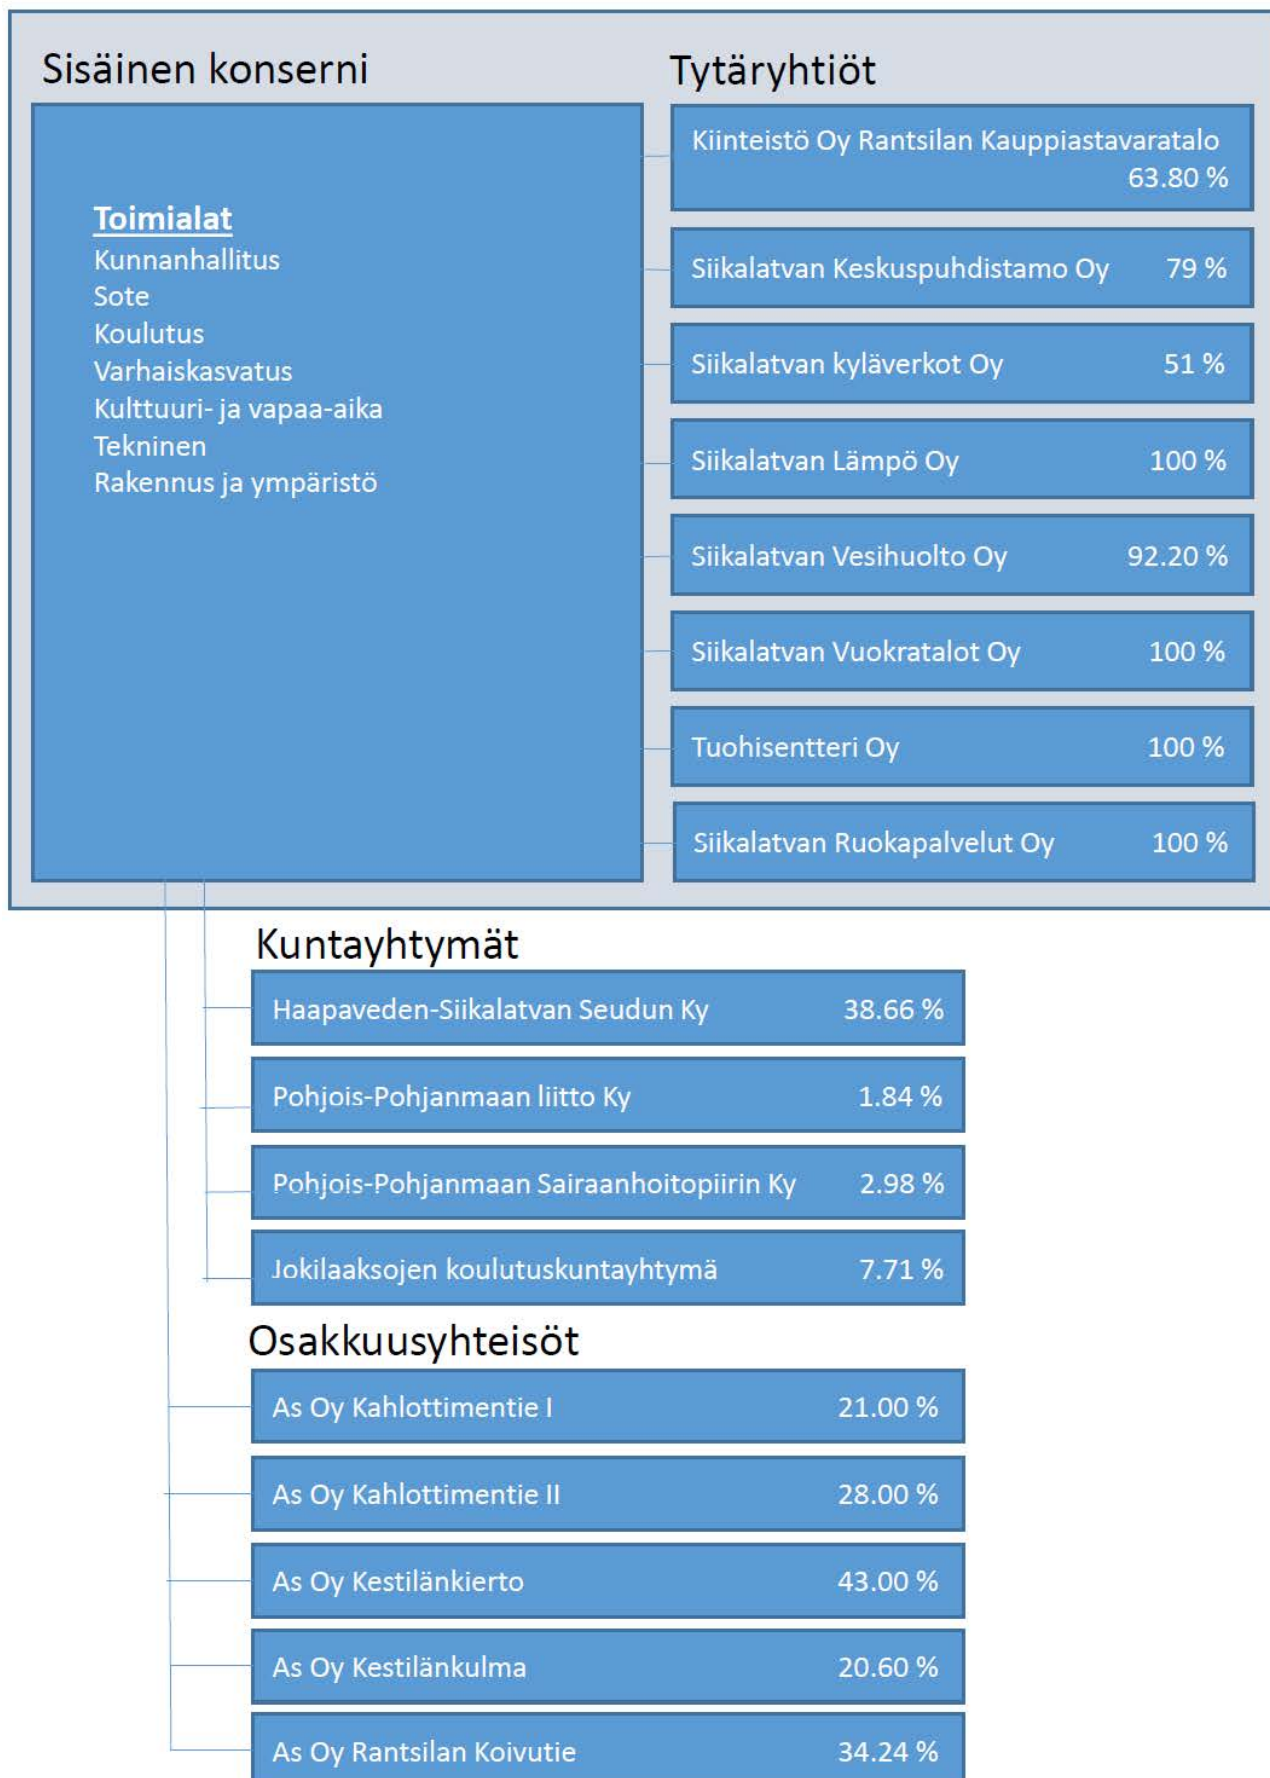 Sisäinen konserni
Toimialat
Kunnanhallitus
Sote
Koulutus
Varhaiskasvatus
Kulttuuri- ja vapaa-aika
Tekninen
Rakennus ja ympäristö
Tytäryhtiöt
Kiinteistö Oy Rantsilan Kauppiastavaratalo
63.80 %
Siikalatvan Keskuspuhdistamo Oy 79 %
Siikalatvan kyläverkot Oy 51 %
Siikalatvan Lämpö Oy 100 %
Siikalatvan Vesihuolto Oy 92.20 %
Siikalatvan Vuokratalot Oy 100 %
Tuohisentteri Oy 100 %
Siikalatvan Ruokapalvelut Oy 100 %
Kuntayhtymät
Haapaveden-Siikalatvan Seudun Ky 38.66 %
Pohjois-Pohjanmaan liitto Ky 1.84 %
Pohjois-Pohjanmaan Sairaanhoitopiirin Ky 2.98 %
Jokilaaksojen koulutuskuntayhtymä 7.71 %
Osakkuusyhteisöt
As Oy Kahlottimentie I 21.00 %
As Oy Kahlottimentie II 28.00 %
As Oy Kestilänkierto 43.00 %
As Oy Kestilänkulma 20.60 %
As Oy Rantsilan Koivutie 34.24 %